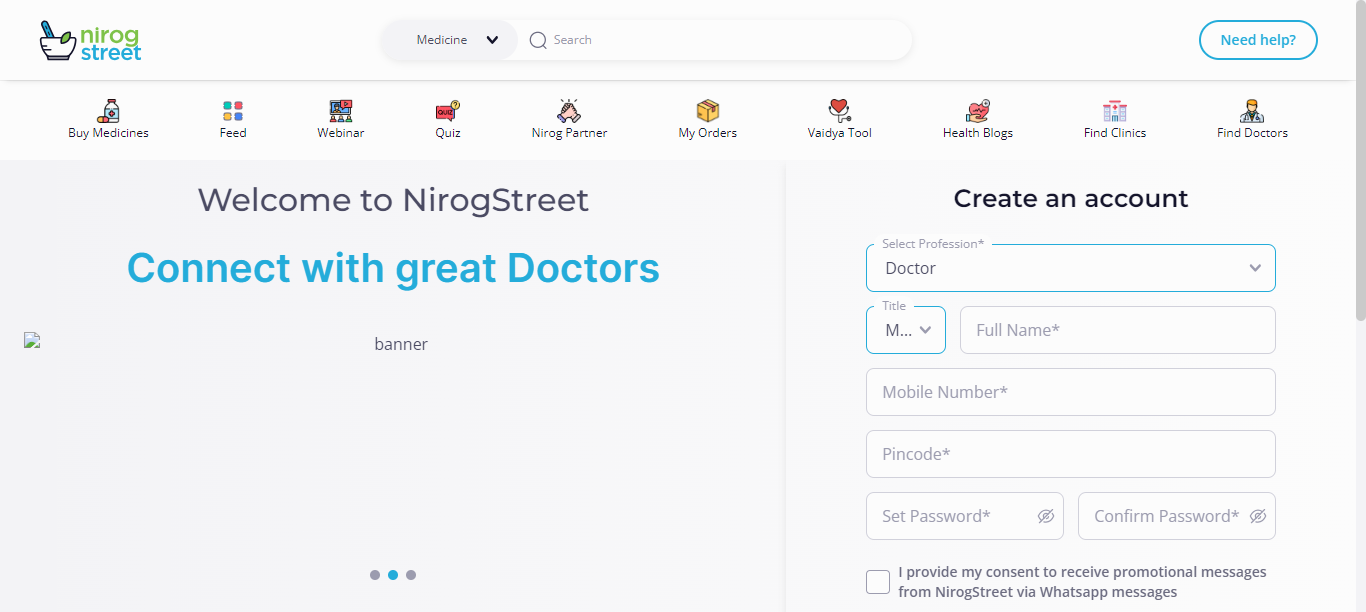 nirog
street
Medicine
Search
Need help?
Buy Medicines
Feed
Webinar
QUIZ
?
Quiz
Nirog Partner
My Orders
Vaidya Tool
Health Blogs
Find Clinics
Find Doctors
Welcome to NirogStreet
Connect with great Doctors
banner
Create an account
Select Profession*
Doctor
Title
M...
Full Name*
Mobile Number*
Pincode*
Set Password*
Confirm Password*
I provide my consent to receive promotional messages
from NirogStreet via Whatsapp messages